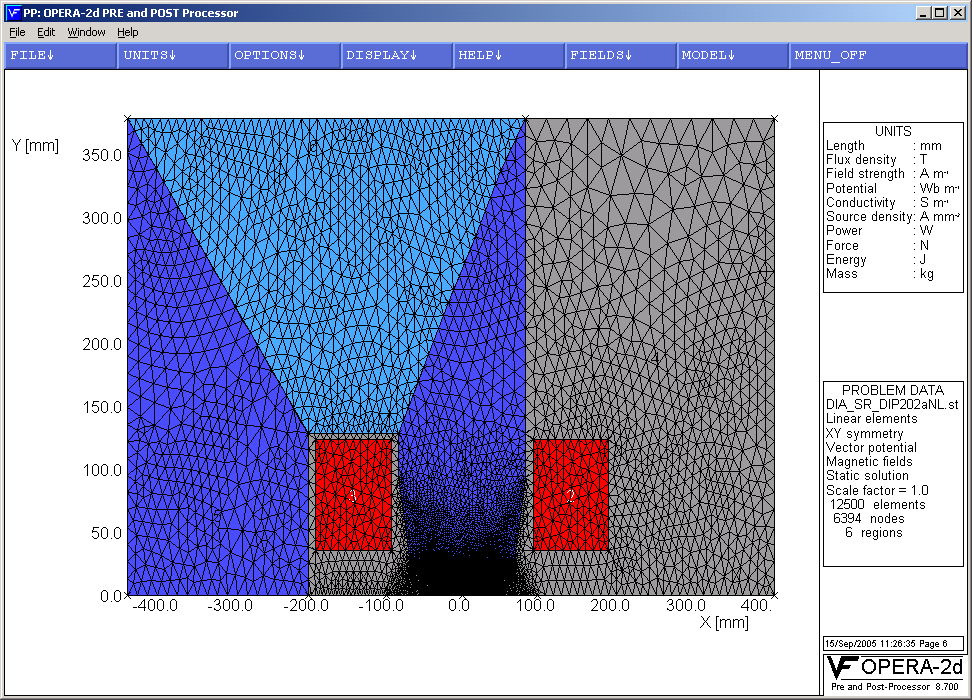 PP: OPERA-2d PRE and POST Processor
File Edit Window Help
FILE↓ UNITS↓ OPTIONS↓ DISPLAY↓ HELP↓ FIELDS↓ MODEL↓ MENU_OFF
Y [mm]
350.0
300.0
250.0
200.0
150.0
100.0
50.0
0.0
-400.0 -300.0 -200.0 -100.0 0.0 100.0 200.0 300.0 400.
X [mm]
UNITS
Length : mm
Flux density : T
Field strength : A m⁻¹
Potential : Wb m⁻¹
Conductivity : S m⁻¹
Source density: A mm⁻²
Power : W
Force : N
Energy : J
Mass : kg
PROBLEM DATA
DIA_SR_DIP202aNL.st
Linear elements
XY symmetry
Vector potential
Magnetic fields
Static solution
Scale factor = 1.0
12500 elements
6394 nodes
6 regions
15/Sep/2005 11:26:35 Page 6
VF OPERA-2d
Pre and Post-Processor 8.700